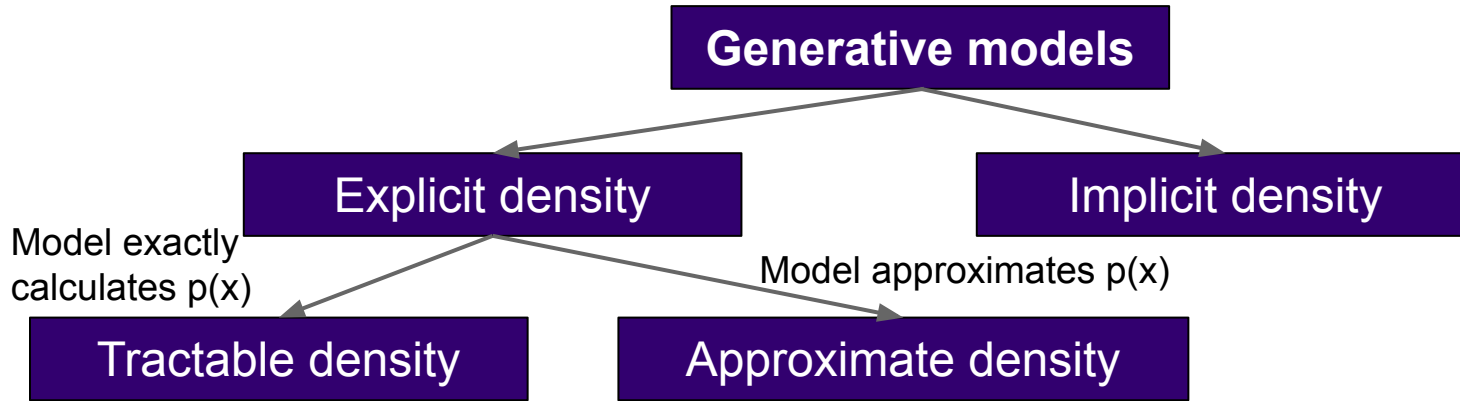 Generative models
Explicit density
Implicit density
Model exactly
calculates p(x)
Model approximates p(x)
Tractable density
Approximate density